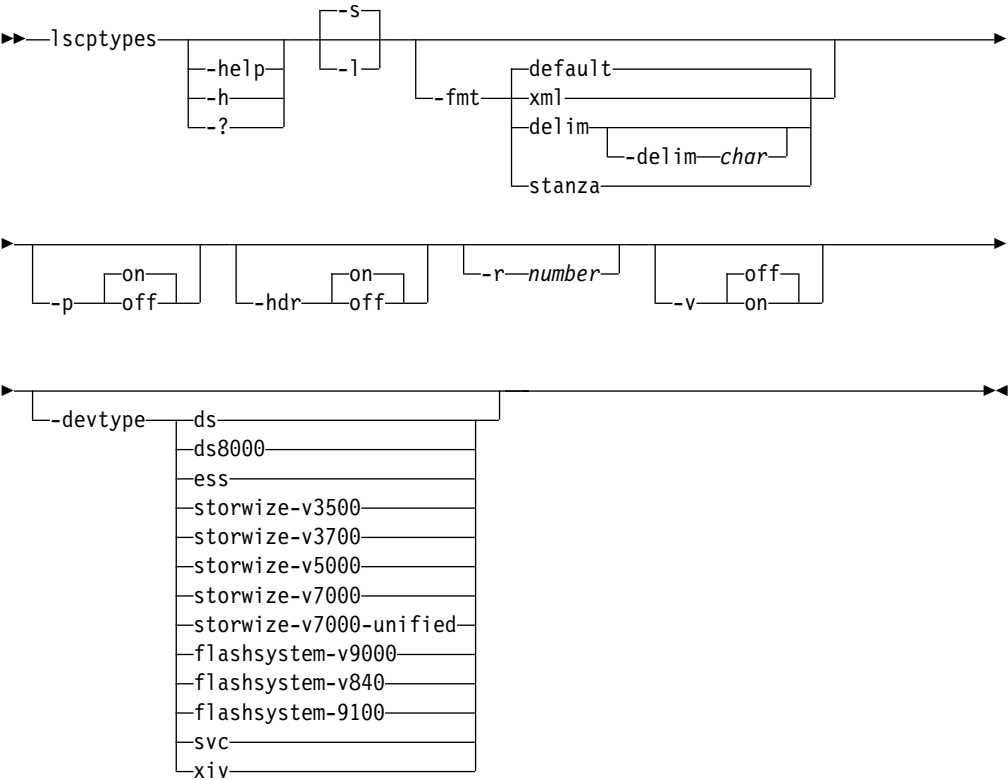 -s
lscptypes
-help
-h
-?
-l
default
-fmt
xml
delim
-delim char
stanza
on
on
off
-p off
-hdr off
-r number
-v on
-devtype ds
ds8000
ess
storwize-v3500
storwize-v3700
storwize-v5000
storwize-v7000
storwize-v7000-unified
flashsystem-v9000
flashsystem-v840
flashsystem-9100
svc
xiv